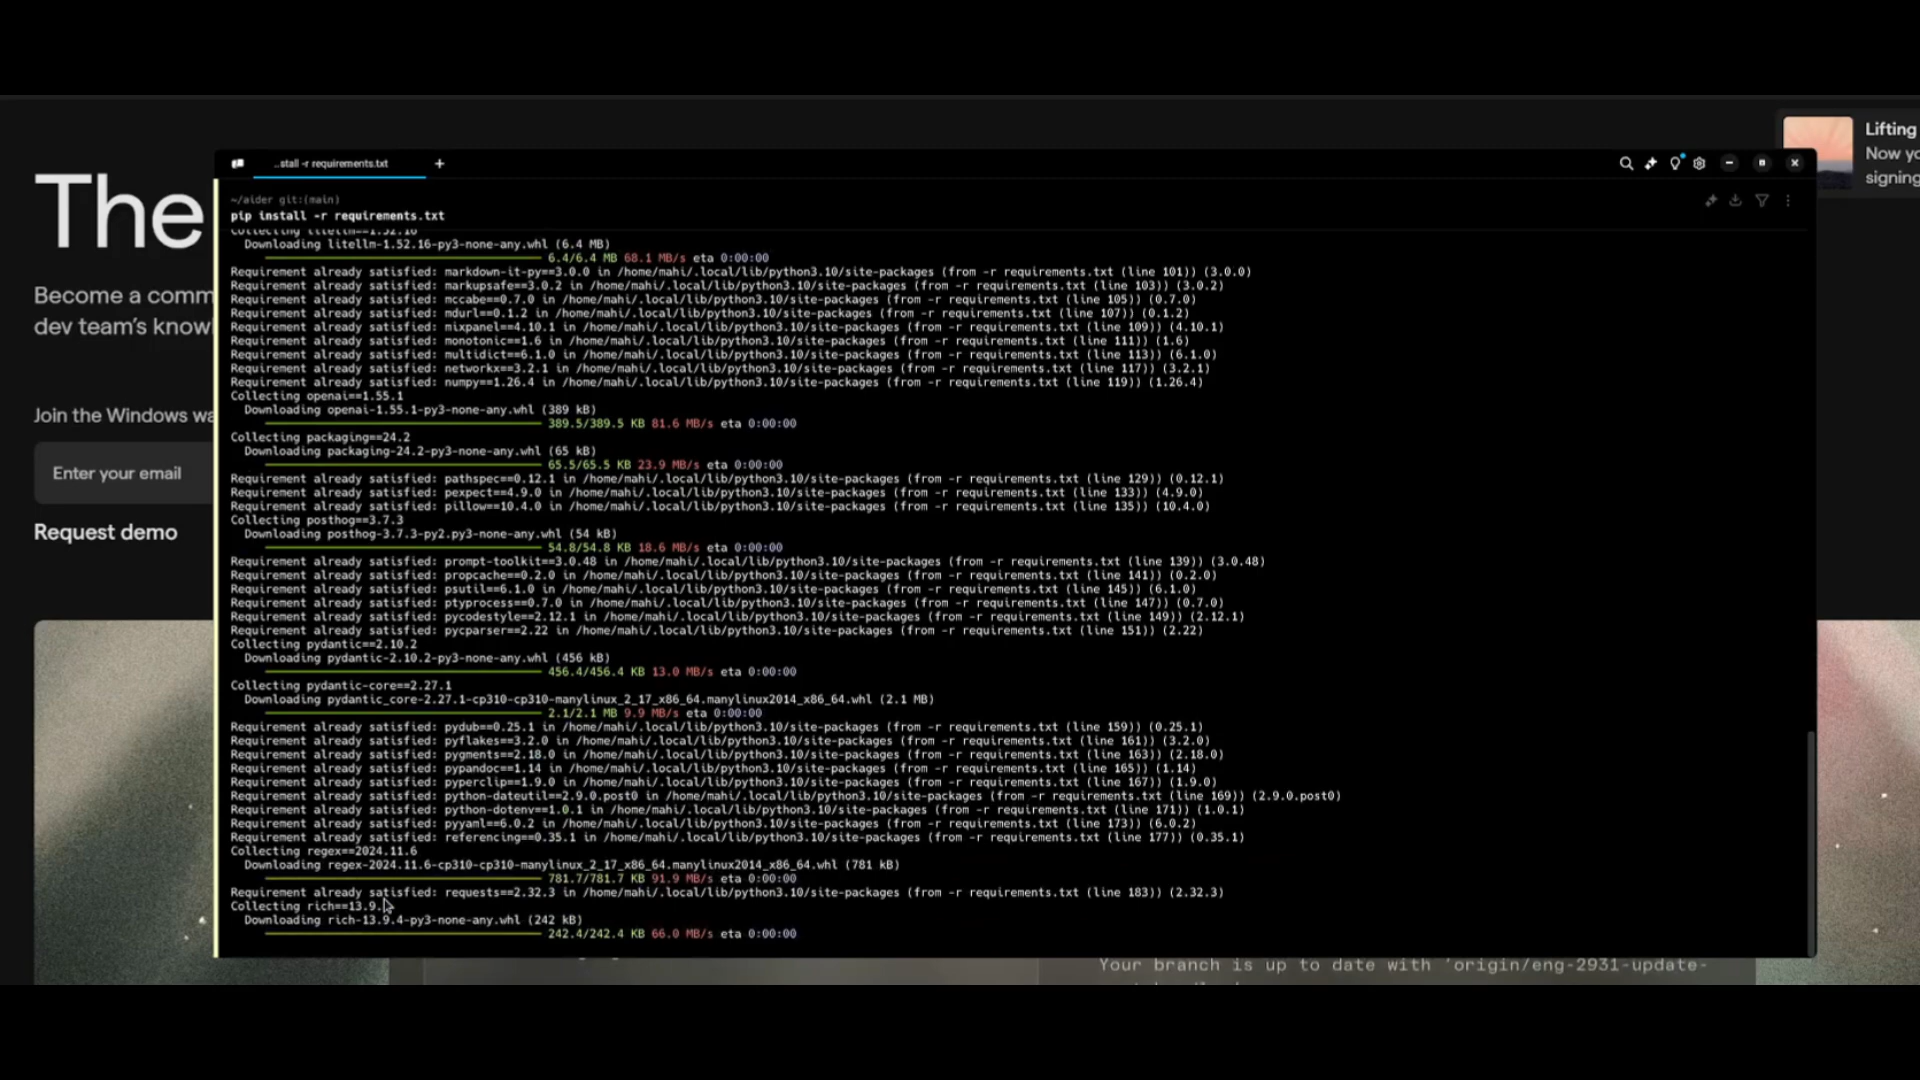 Lifting
Now yo
signing
The
Become a comm
dev team's knowl
Join the Windows wa
Enter your email
Request demo
..stall -r requirements.txt
~/aider git:(main)
pip install -r requirements.txt
Collecting litellm==1.52.16
Downloading litellm-1.52.16-py3-none-any.whl (6.4 MB)
6.4/6.4 MB 68.1 MB/s eta 0:00:00
Requirement already satisfied: markdown-it-py==3.0.0 in /home/mahi/.local/lib/python3.10/site-packages (from -r requirements.txt (line 101)) (3.0.0)
Requirement already satisfied: markupsafe==3.0.2 in /home/mahi/.local/lib/python3.10/site-packages (from -r requirements.txt (line 103)) (3.0.2)
Requirement already satisfied: mccabe==0.7.0 in /home/mahi/.local/lib/python3.10/site-packages (from -r requirements.txt (line 105)) (0.7.0)
Requirement already satisfied: mdurl==0.1.2 in /home/mahi/.local/lib/python3.10/site-packages (from -r requirements.txt (line 107)) (0.1.2)
Requirement already satisfied: mixpanel==4.10.1 in /home/mahi/.local/lib/python3.10/site-packages (from -r requirements.txt (line 109)) (4.10.1)
Requirement already satisfied: monotonic==1.6 in /home/mahi/.local/lib/python3.10/site-packages (from -r requirements.txt (line 111)) (1.6)
Requirement already satisfied: multidict==6.1.0 in /home/mahi/.local/lib/python3.10/site-packages (from -r requirements.txt (line 113)) (6.1.0)
Requirement already satisfied: networkx==3.2.1 in /home/mahi/.local/lib/python3.10/site-packages (from -r requirements.txt (line 117)) (3.2.1)
Requirement already satisfied: numpy==1.26.4 in /home/mahi/.local/lib/python3.10/site-packages (from -r requirements.txt (line 119)) (1.26.4)
Collecting openai==1.55.1
Downloading openai-1.55.1-py3-none-any.whl (389 kB)
389.5/389.5 KB 81.6 MB/s eta 0:00:00
Collecting packaging==24.2
Downloading packaging-24.2-py3-none-any.whl (65 kB)
65.5/65.5 KB 23.9 MB/s eta 0:00:00
Requirement already satisfied: pathspec==0.12.1 in /home/mahi/.local/lib/python3.10/site-packages (from -r requirements.txt (line 129)) (0.12.1)
Requirement already satisfied: pexpect==4.9.0 in /home/mahi/.local/lib/python3.10/site-packages (from -r requirements.txt (line 133)) (4.9.0)
Requirement already satisfied: pillow==10.4.0 in /home/mahi/.local/lib/python3.10/site-packages (from -r requirements.txt (line 135)) (10.4.0)
Collecting posthog==3.7.3
Downloading posthog-3.7.3-py2.py3-none-any.whl (54 kB)
54.8/54.8 KB 18.6 MB/s eta 0:00:00
Requirement already satisfied: prompt-toolkit==3.0.48 in /home/mahi/.local/lib/python3.10/site-packages (from -r requirements.txt (line 139)) (3.0.48)
Requirement already satisfied: propcache==0.2.0 in /home/mahi/.local/lib/python3.10/site-packages (from -r requirements.txt (line 141)) (0.2.0)
Requirement already satisfied: psutil==6.1.0 in /home/mahi/.local/lib/python3.10/site-packages (from -r requirements.txt (line 145)) (6.1.0)
Requirement already satisfied: ptyprocess==0.7.0 in /home/mahi/.local/lib/python3.10/site-packages (from -r requirements.txt (line 147)) (0.7.0)
Requirement already satisfied: pycodestyle==2.12.1 in /home/mahi/.local/lib/python3.10/site-packages (from -r requirements.txt (line 149)) (2.12.1)
Requirement already satisfied: pycparser==2.22 in /home/mahi/.local/lib/python3.10/site-packages (from -r requirements.txt (line 151)) (2.22)
Collecting pydantic==2.10.2
Downloading pydantic-2.10.2-py3-none-any.whl (456 kB)
456.4/456.4 KB 13.0 MB/s eta 0:00:00
Collecting pydantic-core==2.27.1
Downloading pydantic_core-2.27.1-cp310-cp310-manylinux_2_17_x86_64.manylinux2014_x86_64.whl (2.1 MB)
2.1/2.1 MB 9.9 MB/s eta 0:00:00
Requirement already satisfied: pydub==0.25.1 in /home/mahi/.local/lib/python3.10/site-packages (from -r requirements.txt (line 159)) (0.25.1)
Requirement already satisfied: pyflakes==3.2.0 in /home/mahi/.local/lib/python3.10/site-packages (from -r requirements.txt (line 161)) (3.2.0)
Requirement already satisfied: pygments==2.18.0 in /home/mahi/.local/lib/python3.10/site-packages (from -r requirements.txt (line 163)) (2.18.0)
Requirement already satisfied: pypandoc==1.14 in /home/mahi/.local/lib/python3.10/site-packages (from -r requirements.txt (line 165)) (1.14)
Requirement already satisfied: pyperclip==1.9.0 in /home/mahi/.local/lib/python3.10/site-packages (from -r requirements.txt (line 167)) (1.9.0)
Requirement already satisfied: python-dateutil==2.9.0.post0 in /home/mahi/.local/lib/python3.10/site-packages (from -r requirements.txt (line 169)) (2.9.0.post0)
Requirement already satisfied: python-dotenv==1.0.1 in /home/mahi/.local/lib/python3.10/site-packages (from -r requirements.txt (line 171)) (1.0.1)
Requirement already satisfied: pyyaml==6.0.2 in /home/mahi/.local/lib/python3.10/site-packages (from -r requirements.txt (line 173)) (6.0.2)
Requirement already satisfied: referencing==0.35.1 in /home/mahi/.local/lib/python3.10/site-packages (from -r requirements.txt (line 177)) (0.35.1)
Collecting regex==2024.11.6
Downloading regex-2024.11.6-cp310-cp310-manylinux_2_17_x86_64.manylinux2014_x86_64.whl (781 kB)
781.7/781.7 KB 91.9 MB/s eta 0:00:00
Requirement already satisfied: requests==2.32.3 in /home/mahi/.local/lib/python3.10/site-packages (from -r requirements.txt (line 183)) (2.32.3)
Collecting rich==13.9.
Downloading rich-13.9.4-py3-none-any.whl (242 kB)
242.4/242.4 KB 66.0 MB/s eta 0:00:00
Your branch is up to date with 'origin/eng-2931-update-